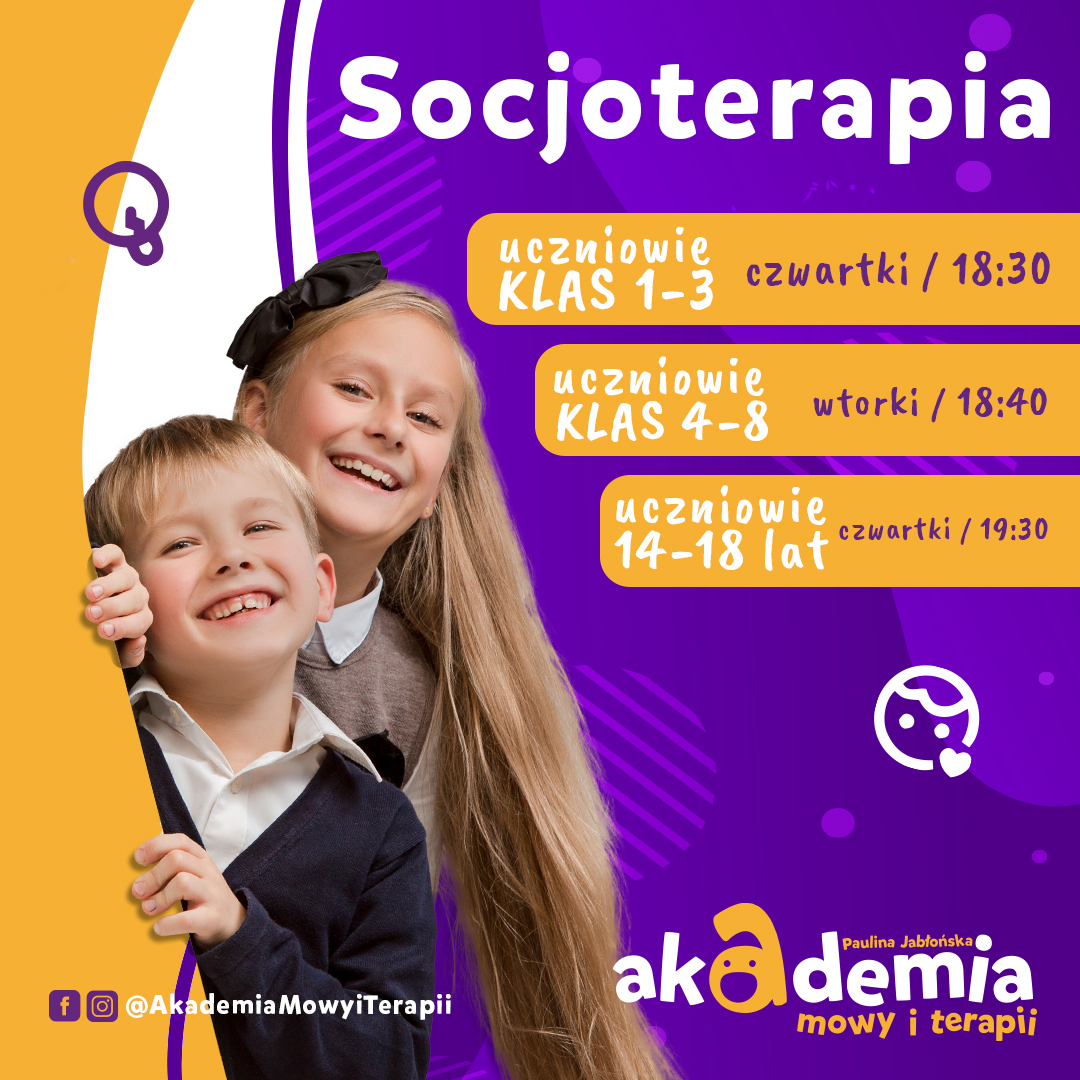 Socjoterapia
uczniowie
KLAS 1-3
czwartki / 18:30
uczniowie
KLAS 4-8
wtorki / 18:40
uczniowie
14-18 lat
czwartki / 19:30
Paulina Jabłońska
akademia
mowy i terapii
@AkademiaMowyiTerapii